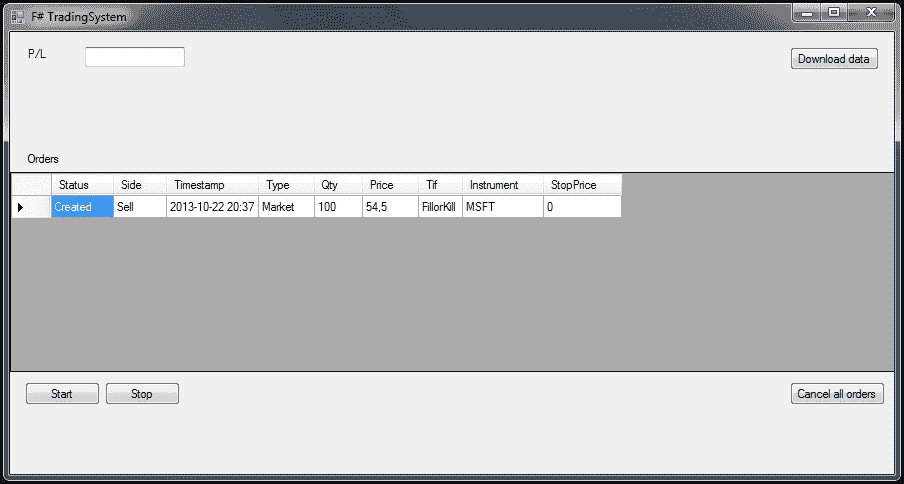 F# TradingSystem
P/L
Download data
Orders
Status Side Timestamp Type Qty Price Tif Instrument StopPrice
Created Sell 2013-10-22 20:37 Market 100 54,5 FillorKill MSFT 0
Start Stop Cancel all orders